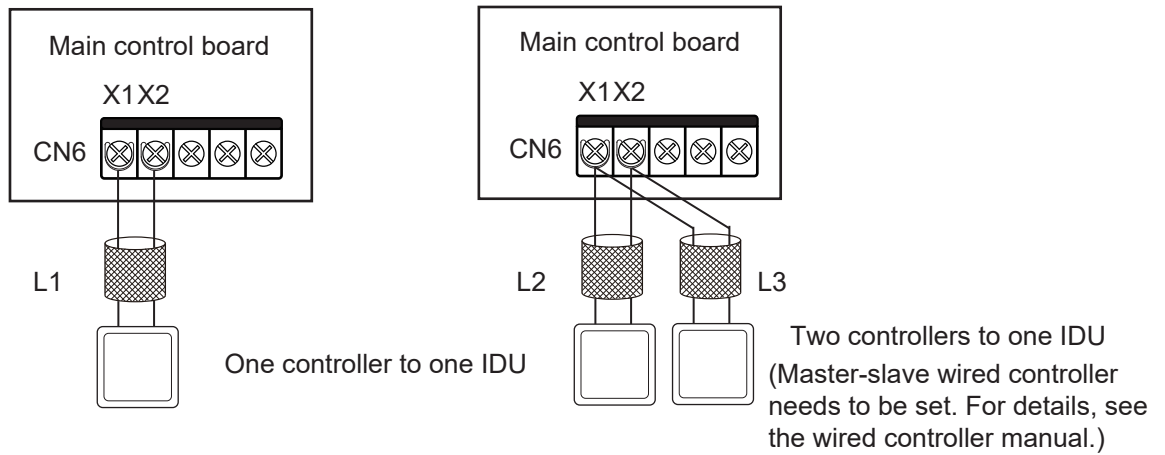 Main control board
X1X2
CN6
L1
One controller to one IDU
Main control board
X1X2
CN6
L2
L3
Two controllers to one IDU
(Master-slave wired controller
needs to be set. For details, see
the wired controller manual.)